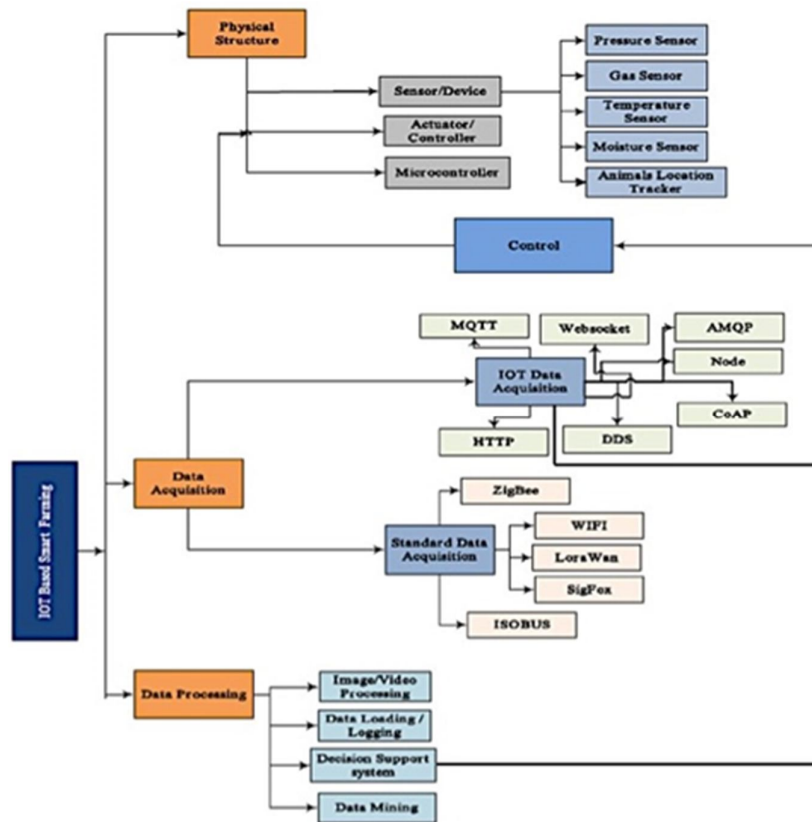 Physical
Structure
Pressure Sensor
Gas Sensor
Sensor/Device
Temperature
Sensor
Actuator/
Controller
Moisture Sensor
Microcontroller
Animals Location
Tracker
Control
MQTT
Websocket
AMQP
Node
IOT Data
Acquisition
CoAP
HTTP
DDS
IOT Based Smart Farming
Data
Acquisition
ZigBee
WIFI
Standard Data
Acquisition
LoraWan
SigFox
ISOBUS
Data Processing
Image/Video
Processing
Data Loading /
Logging
Decision Support
system
Data Mining